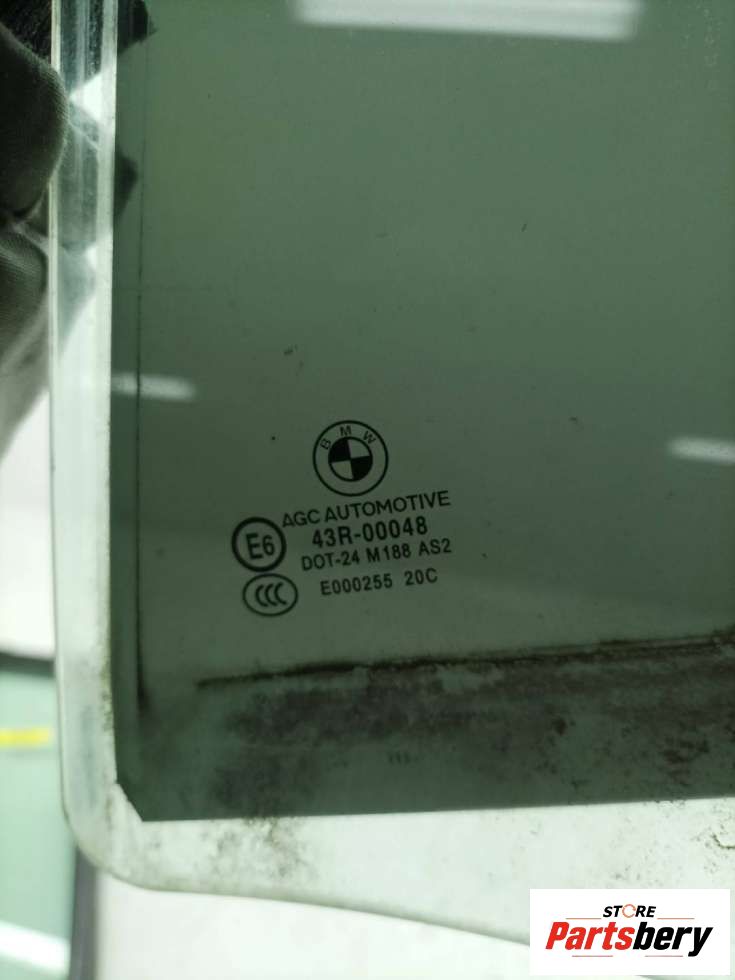 BMW
AGC AUTOMOTIVE
E6 43R-00048
DOT-24 M188 AS2
CCC E000255 20C
STORE
Partsbery